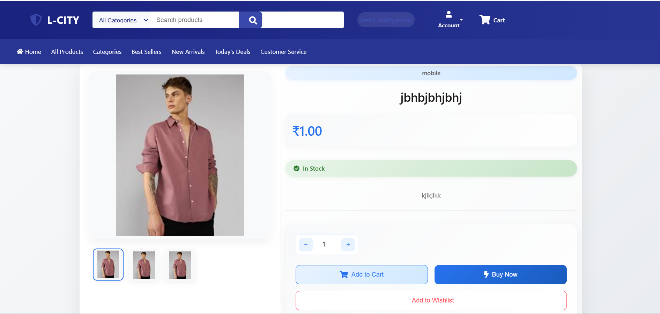 L-CITY
All Categories
Search products
Account
Cart
Home
All Products
Categories
Best Sellers
New Arrivals
Today's Deals
Customer Service
mobile
jbhbjbhjbhj
₹1.00
In Stock
kjlkjlkk
−
1
+
Add to Cart
Buy Now
Add to Wishlist